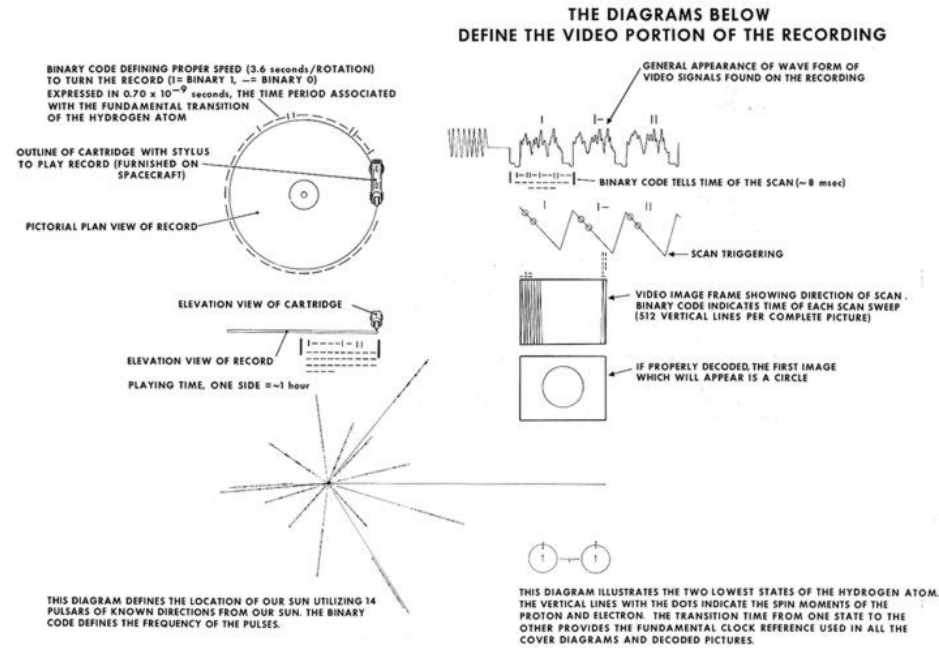 THE DIAGRAMS BELOW
DEFINE THE VIDEO PORTION OF THE RECORDING
BINARY CODE DEFINING PROPER SPEED (3.6 seconds/ROTATION)
TO TURN THE RECORD (I= BINARY 1, —= BINARY 0)
EXPRESSED IN 0.70 x 10⁻⁹ seconds, THE TIME PERIOD ASSOCIATED
WITH THE FUNDAMENTAL TRANSITION
OF THE HYDROGEN ATOM
OUTLINE OF CARTRIDGE WITH STYLUS
TO PLAY RECORD (FURNISHED ON
SPACECRAFT)
PICTORIAL PLAN VIEW OF RECORD
ELEVATION VIEW OF CARTRIDGE
ELEVATION VIEW OF RECORD
PLAYING TIME, ONE SIDE =~1 hour
GENERAL APPEARANCE OF WAVE FORM OF
VIDEO SIGNALS FOUND ON THE RECORDING
BINARY CODE TELLS TIME OF THE SCAN (~8 msec)
SCAN TRIGGERING
VIDEO IMAGE FRAME SHOWING DIRECTION OF SCAN.
BINARY CODE INDICATES TIME OF EACH SCAN SWEEP
(512 VERTICAL LINES PER COMPLETE PICTURE)
IF PROPERLY DECODED, THE FIRST IMAGE
WHICH WILL APPEAR IS A CIRCLE
THIS DIAGRAM DEFINES THE LOCATION OF OUR SUN UTILIZING 14
PULSARS OF KNOWN DIRECTIONS FROM OUR SUN. THE BINARY
CODE DEFINES THE FREQUENCY OF THE PULSES.
THIS DIAGRAM ILLUSTRATES THE TWO LOWEST STATES OF THE HYDROGEN ATOM.
THE VERTICAL LINES WITH THE DOTS INDICATE THE SPIN MOMENTS OF THE
PROTON AND ELECTRON. THE TRANSITION TIME FROM ONE STATE TO THE
OTHER PROVIDES THE FUNDAMENTAL CLOCK REFERENCE USED IN ALL THE
COVER DIAGRAMS AND DECODED PICTURES.